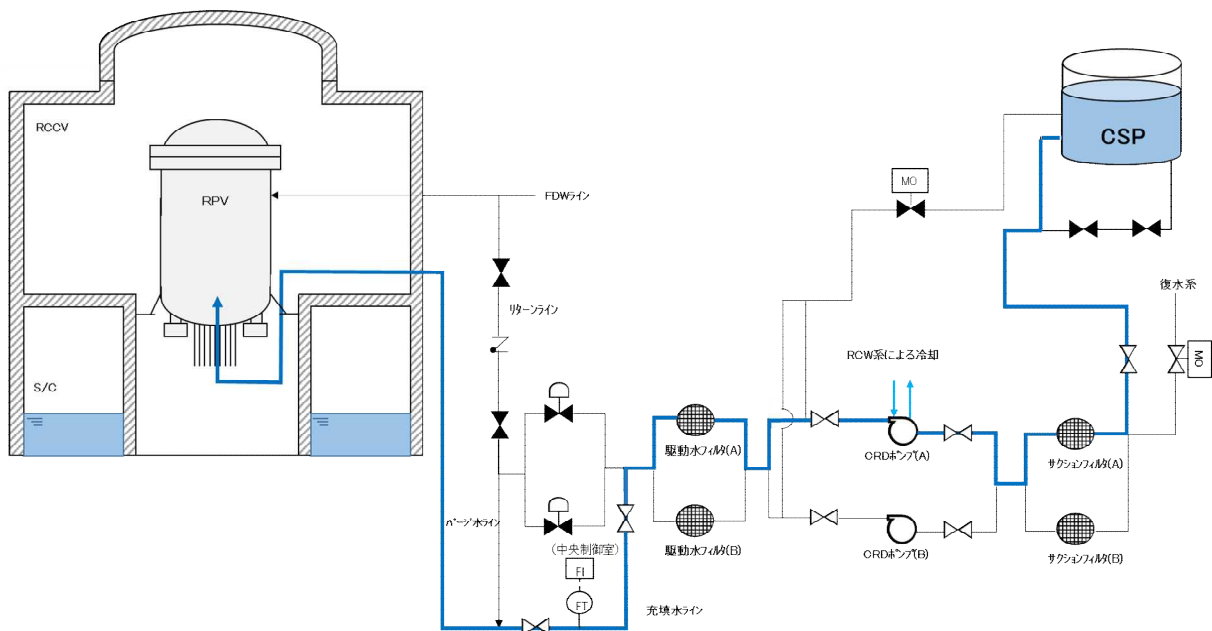 RCCV
RPV
S/C
FDWライン
リターンライン
パージ水ライン
(中央制御室)
FI
FT
充填水ライン
駆動水フィルタ(A)
駆動水フィルタ(B)
MO
RCW系による冷却
CRDポンプ(A)
CRDポンプ(B)
CSP
復水系
MO
サクションフィルタ(A)
サクションフィルタ(B)